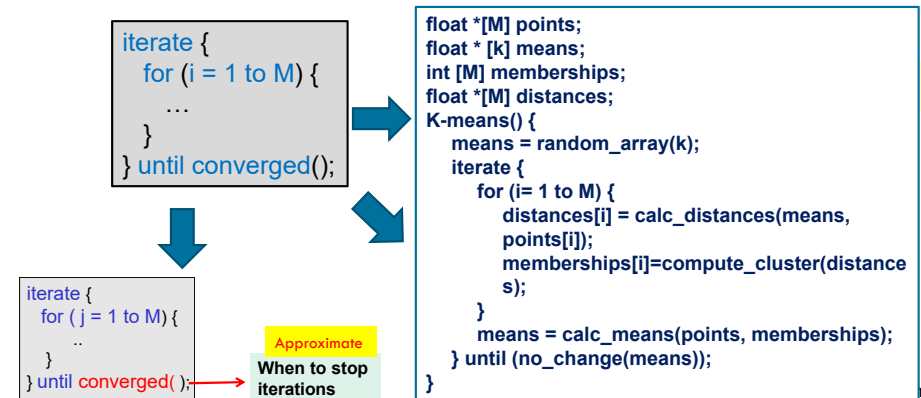 iterate {
for (i = 1 to M) {
...
}
} until converged();
float *[M] points;
float * [k] means;
int [M] memberships;
float *[M] distances;
K-means() {
means = random_array(k);
iterate {
for (i= 1 to M) {
distances[i] = calc_distances(means,
points[i]);
memberships[i]=compute_cluster(distance
s);
}
means = calc_means(points, memberships);
} until (no_change(means));
}
iterate {
for ( j = 1 to M) {
..
}
} until converged( );
Approximate
When to stop
iterations